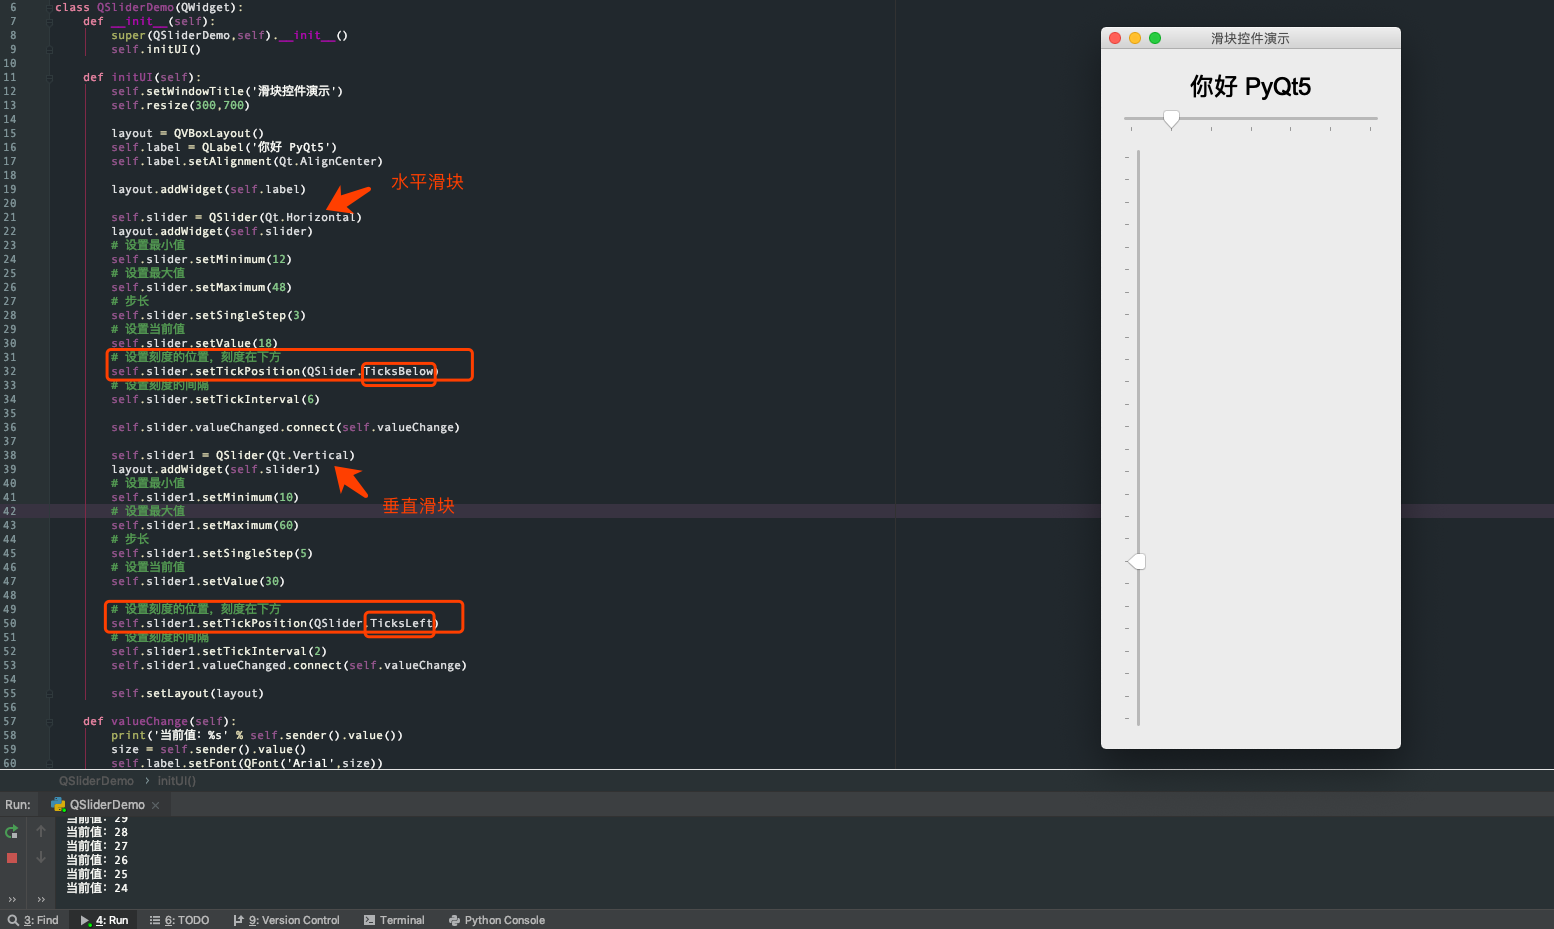 6 class QSliderDemo(QWidget):
7 def __init__(self):
8 super(QSliderDemo,self).__init__()
9 self.initUI()
10
11 def initUI(self):
12 self.setWindowTitle('滑块控件演示')
13 self.resize(300,700)
14
15 layout = QVBoxLayout()
16 self.label = QLabel('你好 PyQt5')
17 self.label.setAlignment(Qt.AlignCenter)
18
19 layout.addWidget(self.label)
水平滑块
20
21 self.slider = QSlider(Qt.Horizontal)
22 layout.addWidget(self.slider)
23 # 设置最小值
24 self.slider.setMinimum(12)
25 # 设置最大值
26 self.slider.setMaximum(48)
27 # 步长
28 self.slider.setSingleStep(3)
29 # 设置当前值
30 self.slider.setValue(18)
31 # 设置刻度的位置，刻度在下方
32 self.slider.setTickPosition(QSlider.TicksBelow)
33 # 设置刻度的间隔
34 self.slider.setTickInterval(6)
35
36 self.slider.valueChanged.connect(self.valueChange)
37
38 self.slider1 = QSlider(Qt.Vertical)
39 layout.addWidget(self.slider1)
40 # 设置最小值
41 self.slider1.setMinimum(10)
垂直滑块
42 # 设置最大值
43 self.slider1.setMaximum(60)
44 # 步长
45 self.slider1.setSingleStep(5)
46 # 设置当前值
47 self.slider1.setValue(30)
48
49 # 设置刻度的位置，刻度在下方
50 self.slider1.setTickPosition(QSlider.TicksLeft)
51 # 设置刻度的间隔
52 self.slider1.setTickInterval(2)
53 self.slider1.valueChanged.connect(self.valueChange)
54
55 self.setLayout(layout)
56
57 def valueChange(self):
58 print('当前值：%s' % self.sender().value())
59 size = self.sender().value()
60 self.label.setFont(QFont('Arial',size))
滑块控件演示
你好 PyQt5
QSliderDemo › initUI()
Run: QSliderDemo ×
当前值：29
当前值：28
当前值：27
当前值：26
当前值：25
当前值：24
3: Find 4: Run 6: TODO 9: Version Control Terminal Python Console